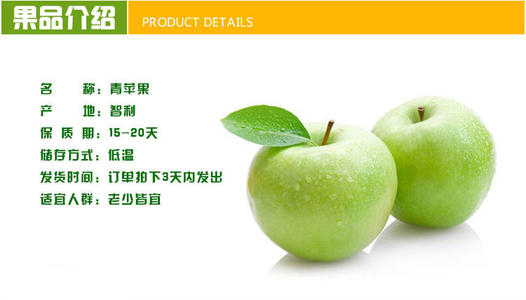 果品介绍 PRODUCT DETAILS
名 称：青苹果
产 地：智利
保 质 期：15-20天
储存方式：低温
发货时间：订单拍下3天内发出
适宜人群：老少皆宜